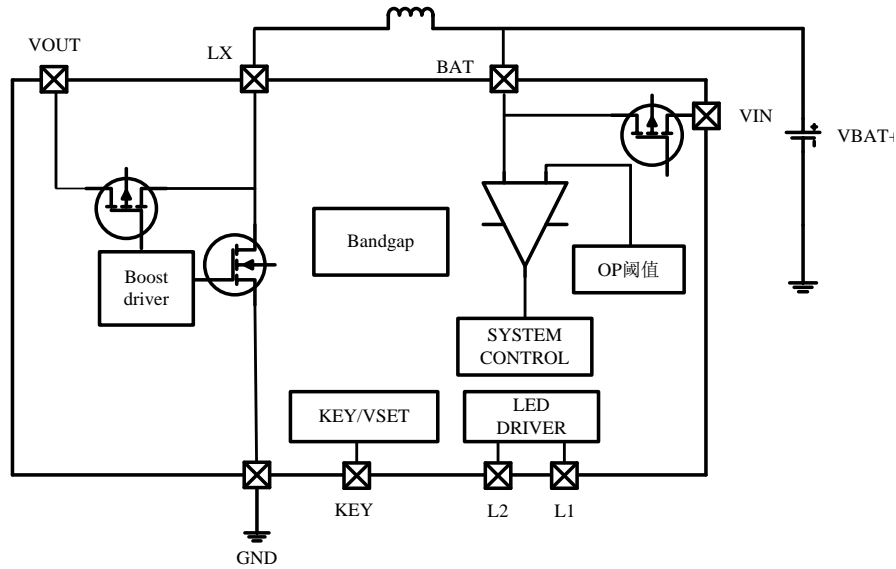 VOUT
LX
BAT
VIN
VBAT+
Bandgap
Boost
driver
OP阈值
SYSTEM
CONTROL
KEY/VSET
LED
DRIVER
KEY
L2
L1
GND